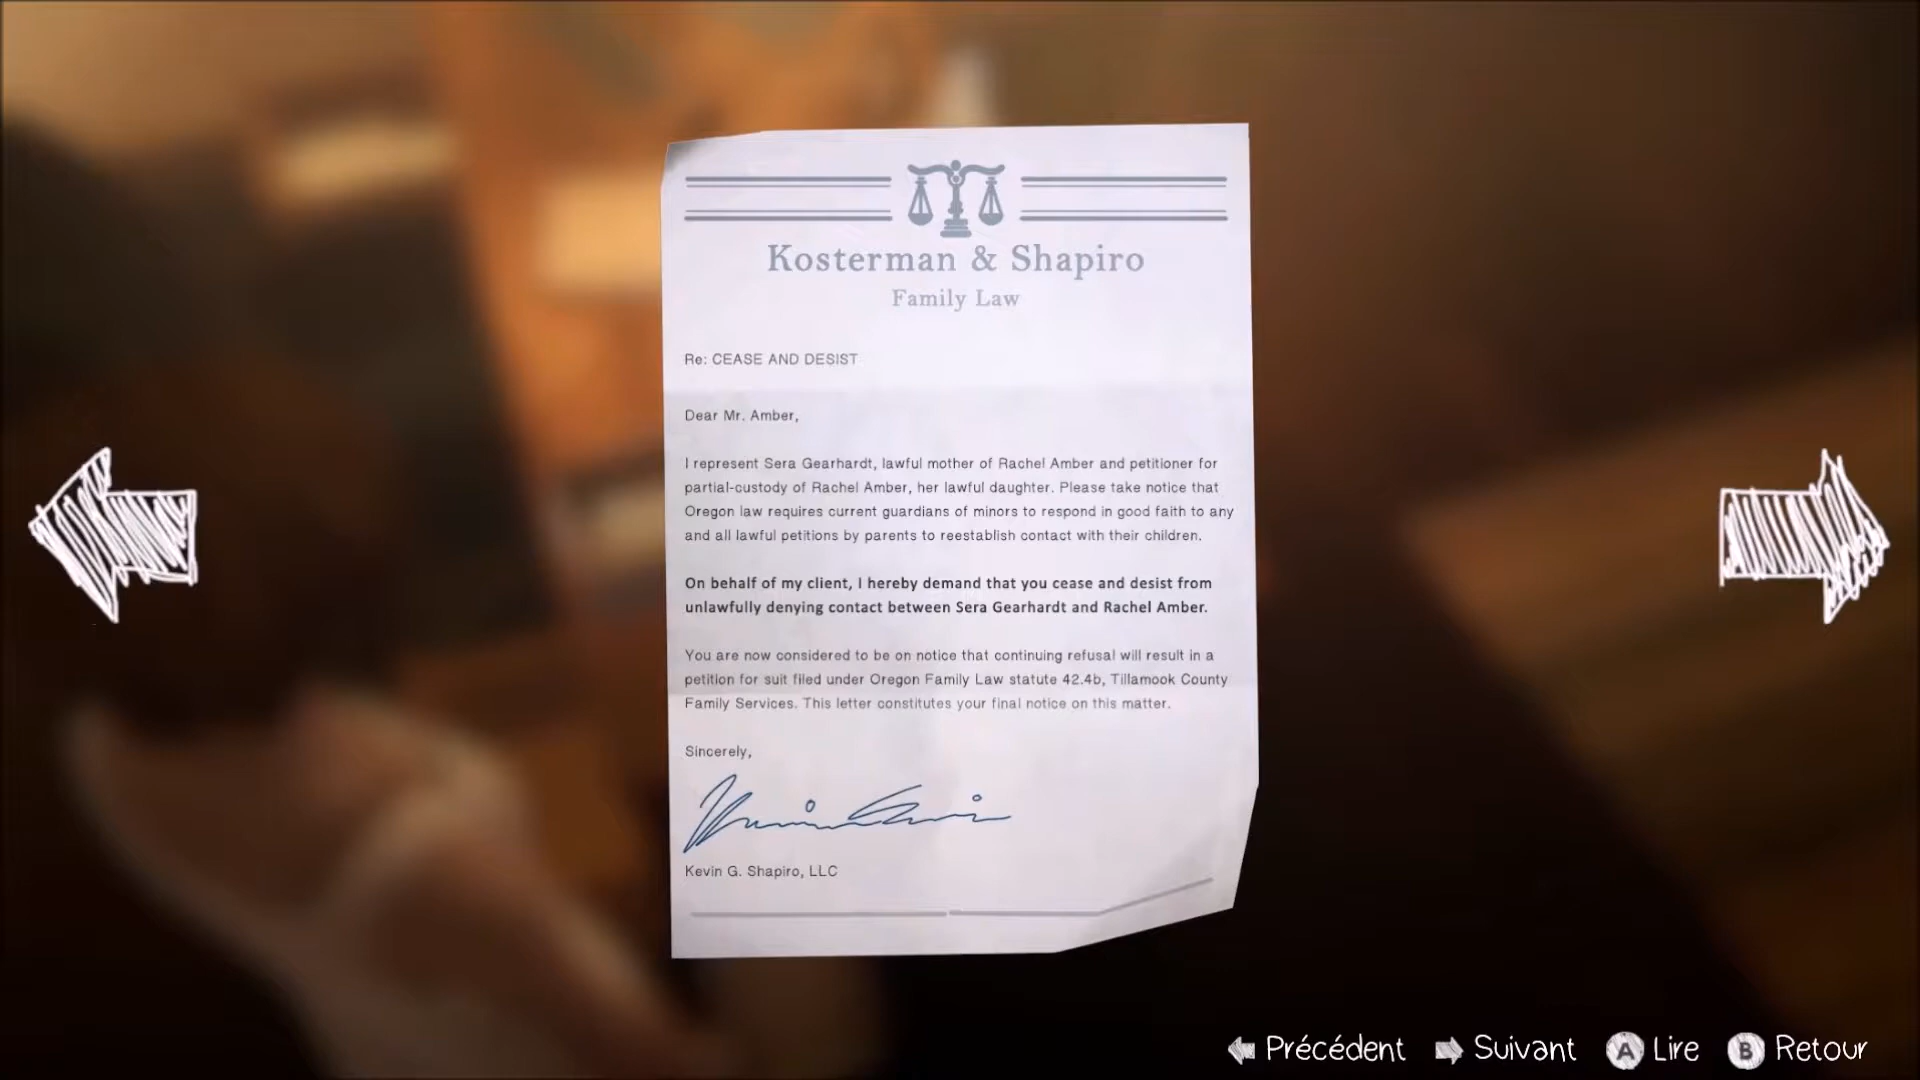 Kosterman & Shapiro
Family Law
Re: CEASE AND DESIST
Dear Mr. Amber,
I represent Sera Gearhardt, lawful mother of Rachel Amber and petitioner for
partial-custody of Rachel Amber, her lawful daughter. Please take notice that
Oregon law requires current guardians of minors to respond in good faith to any
and all lawful petitions by parents to reestablish contact with their children.
On behalf of my client, I hereby demand that you cease and desist from
unlawfully denying contact between Sera Gearhardt and Rachel Amber.
You are now considered to be on notice that continuing refusal will result in a
petition for suit filed under Oregon Family Law statute 42.4b, Tillamook County
Family Services. This letter constitutes your final notice on this matter.
Sincerely,
Kevin G. Shapiro, LLC
Précédent Suivant A Lire B Retour